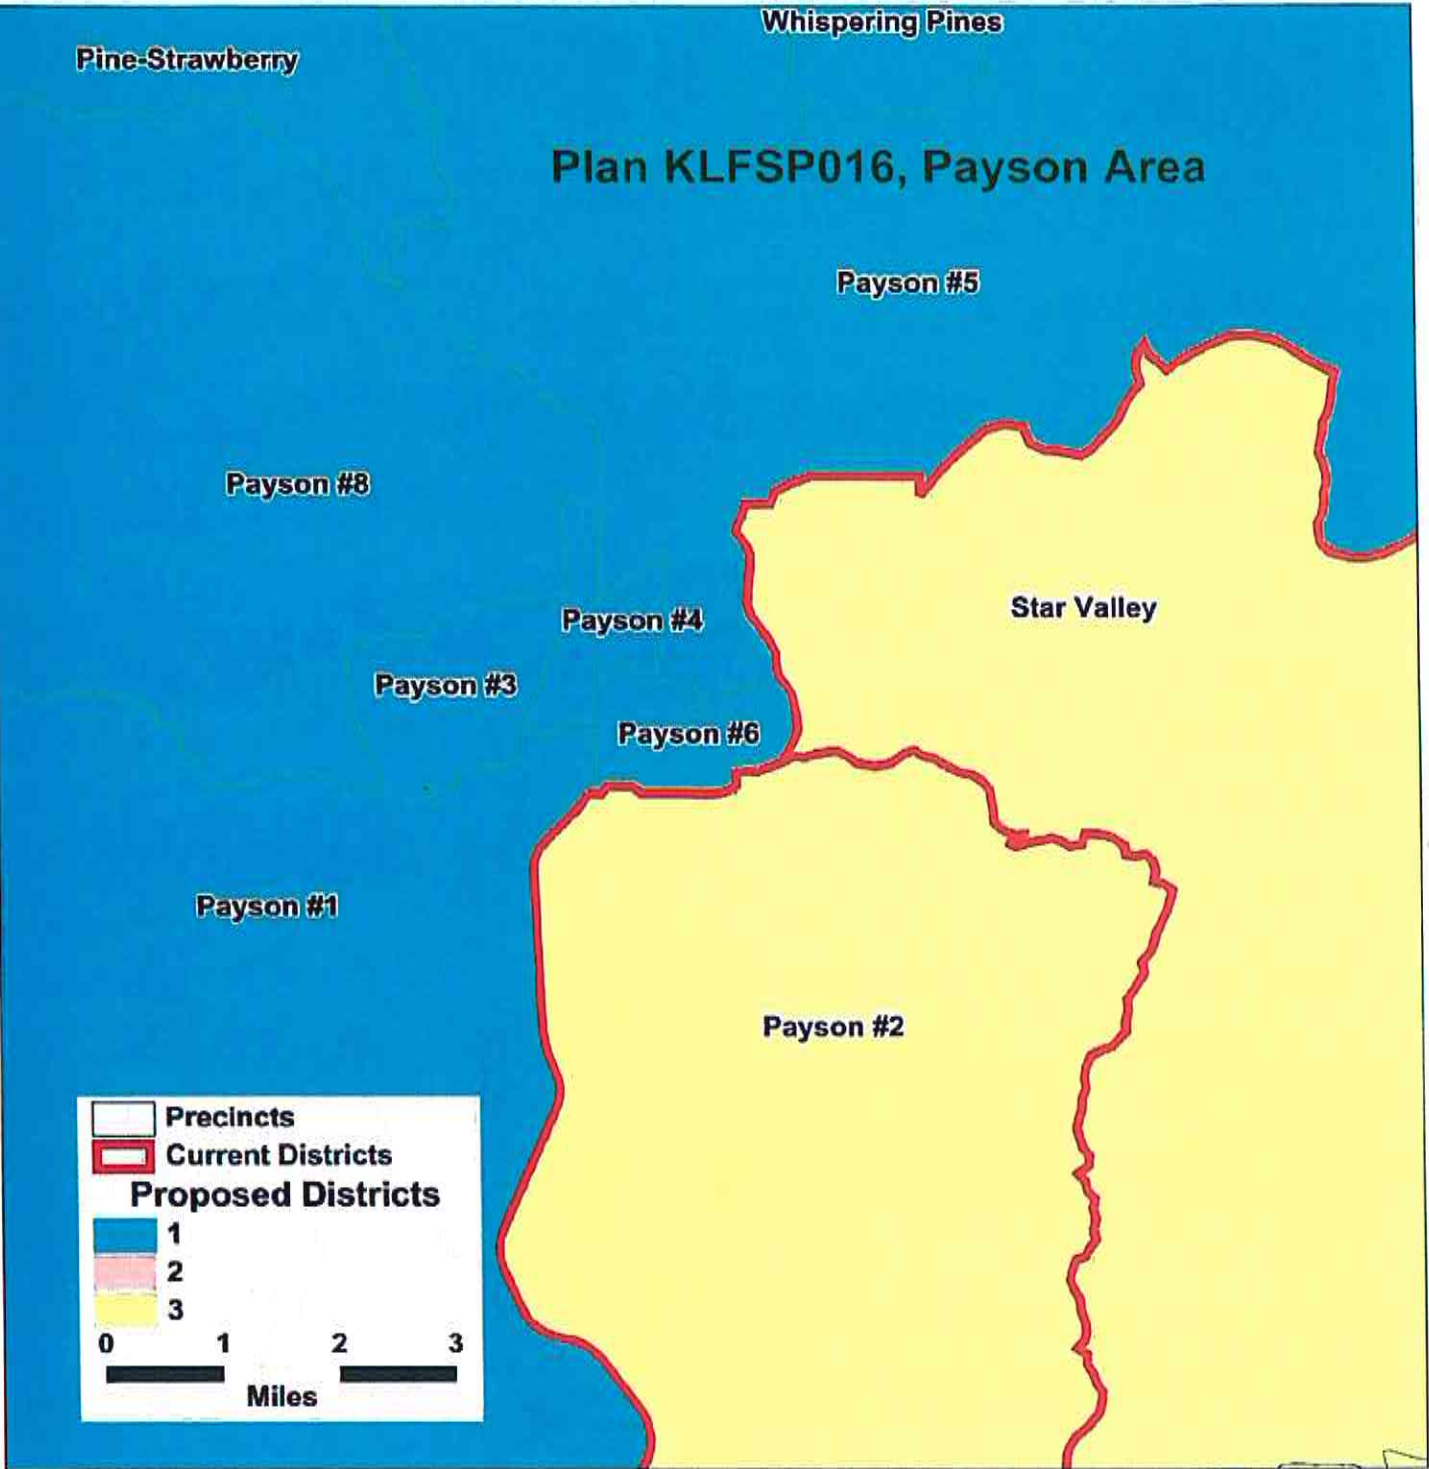 Whispering Pines
Pine-Strawberry
Plan KLFSP016, Payson Area
Payson #5
Payson #8
Star Valley
Payson #4
Payson #3
Payson #6
Payson #1
Payson #2
Precincts
Current Districts
Proposed Districts
1
2
3
0 1 2 3
Miles